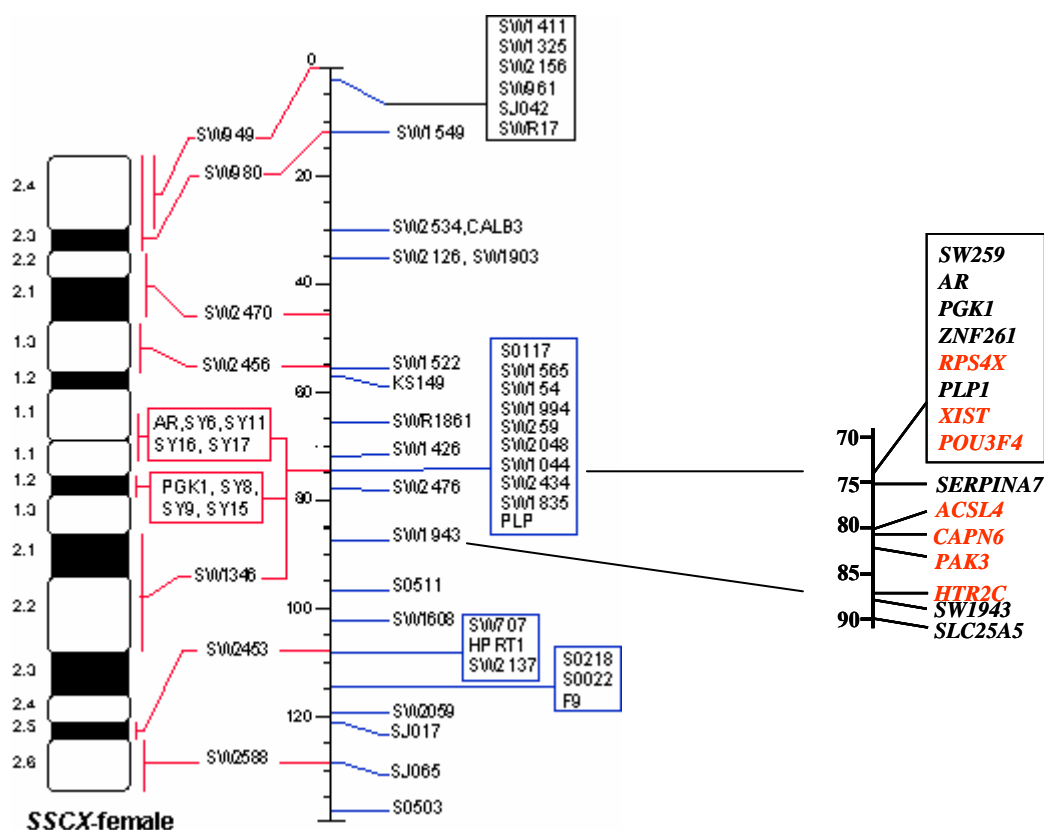 SW1411
SW1325
SW2156
SW961
SJ042
SWR17
0
SW949
SW1549
SW980
20
2.4
2.3
2.2
2.1
1.3
1.2
1.1
1.1
1.2
1.3
2.1
2.2
2.3
2.4
2.5
2.6
SW2534,CALB3
SW2126, SW1903
40
SW2470
SW2456
SW1522
KS149
60
SWR1861
AR,SY6,SY11
SY16, SY17
SW1426
PGK1, SY8,
SY9, SY15
SW2476
80
SW1943
SW1346
S0511
100
SW1608
SW2453
S0117
SW1565
SW154
SW1994
SW259
SW2048
SW1044
SW2434
SW1835
PLP
SW707
HPRT1
SW2137
S0218
S0022
F9
SW2059
120
SJ017
SW2588
SJ065
S0503
SSCX-female
SW259
AR
PGK1
ZNF261
RPS4X
PLP1
XIST
POU3F4
70
75
SERPINA7
80
ACSL4
CAPN6
PAK3
85
HTR2C
SW1943
90
SLC25A5